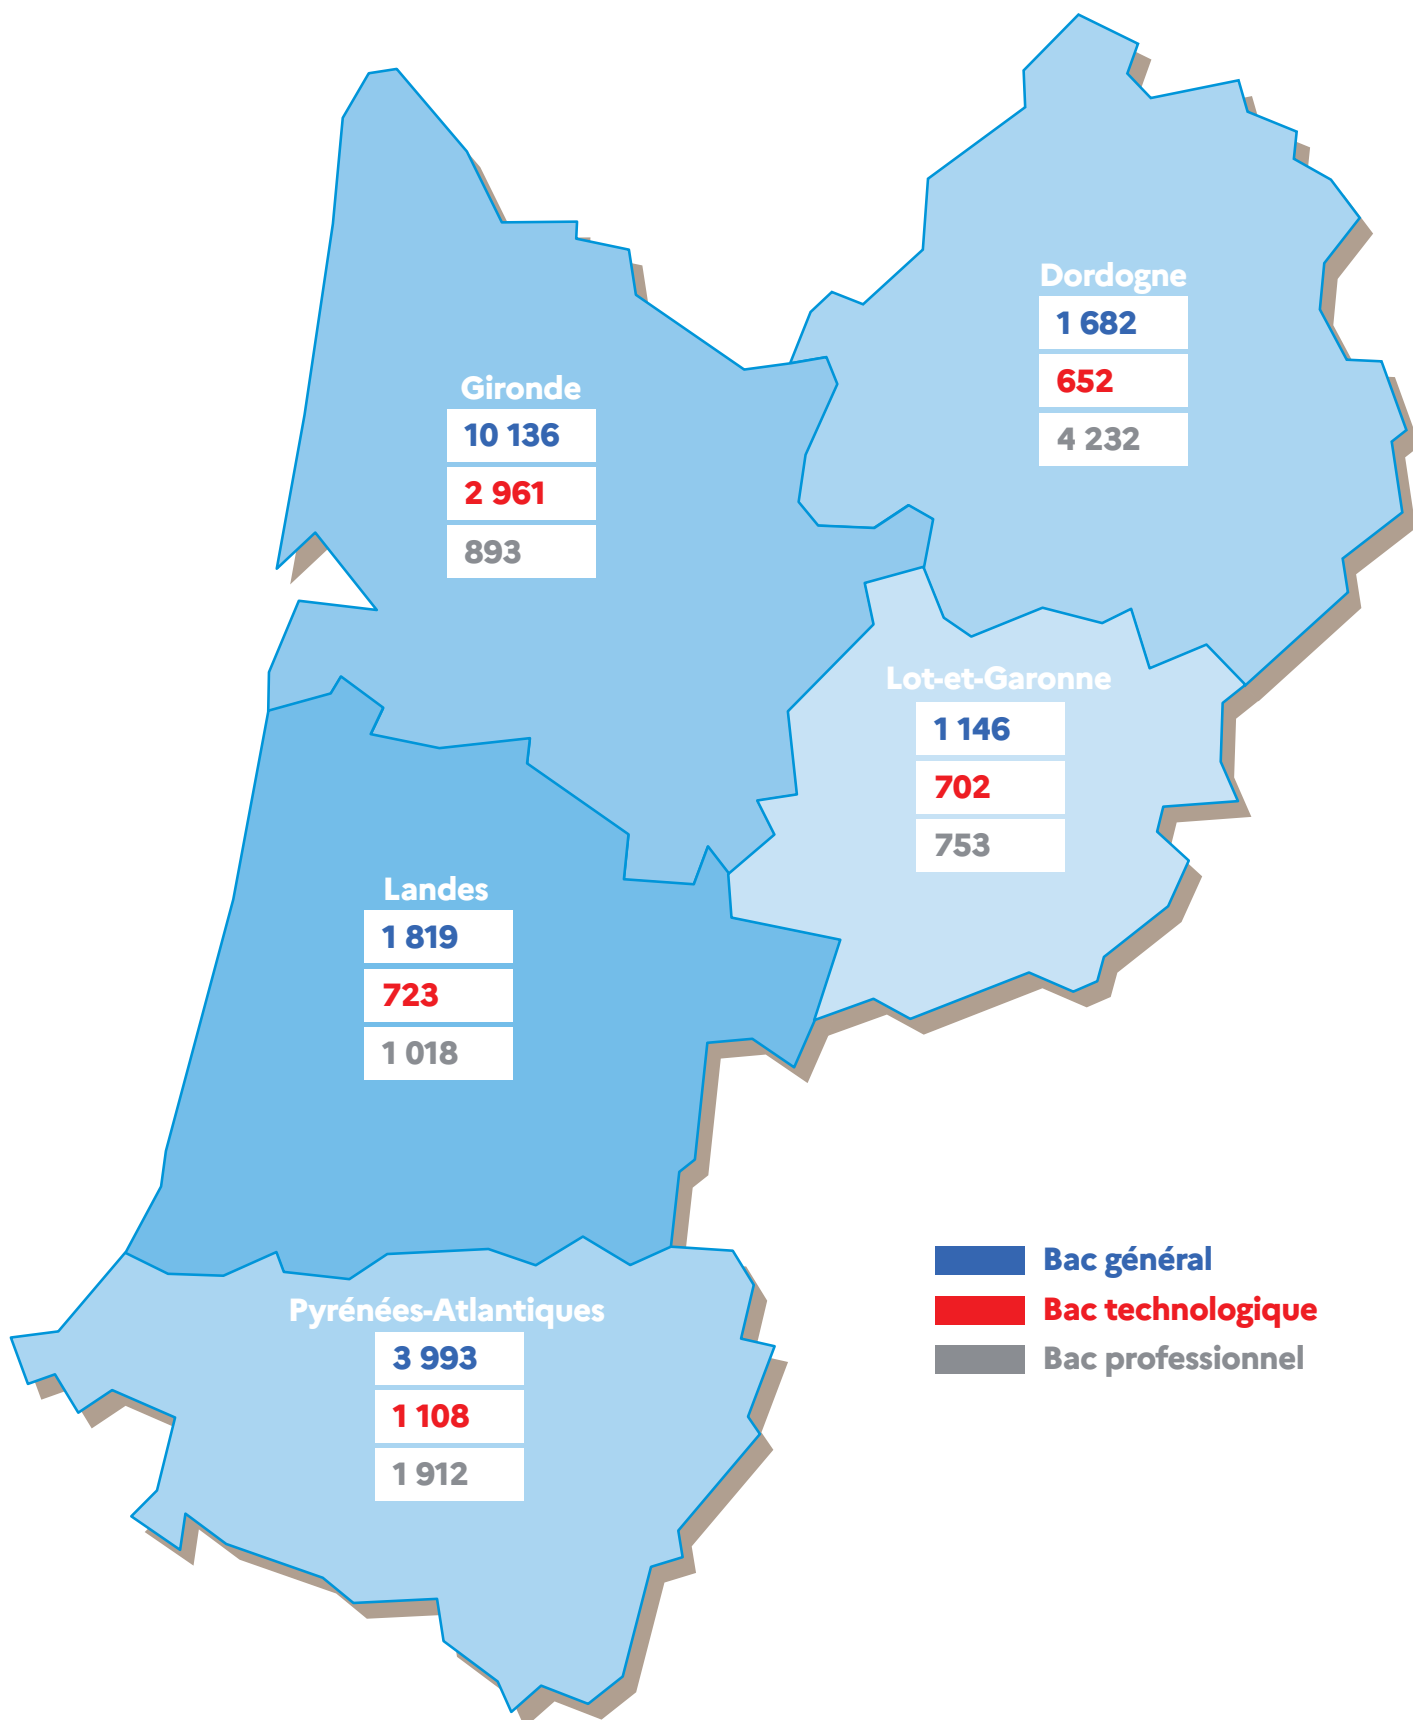 Dordogne
1 682
652
4 232
Gironde
10 136
2 961
893
Lot-et-Garonne
1 146
702
753
Landes
1 819
723
1 018
Pyrénées-Atlantiques
3 993
1 108
1 912
Bac général
Bac technologique
Bac professionnel